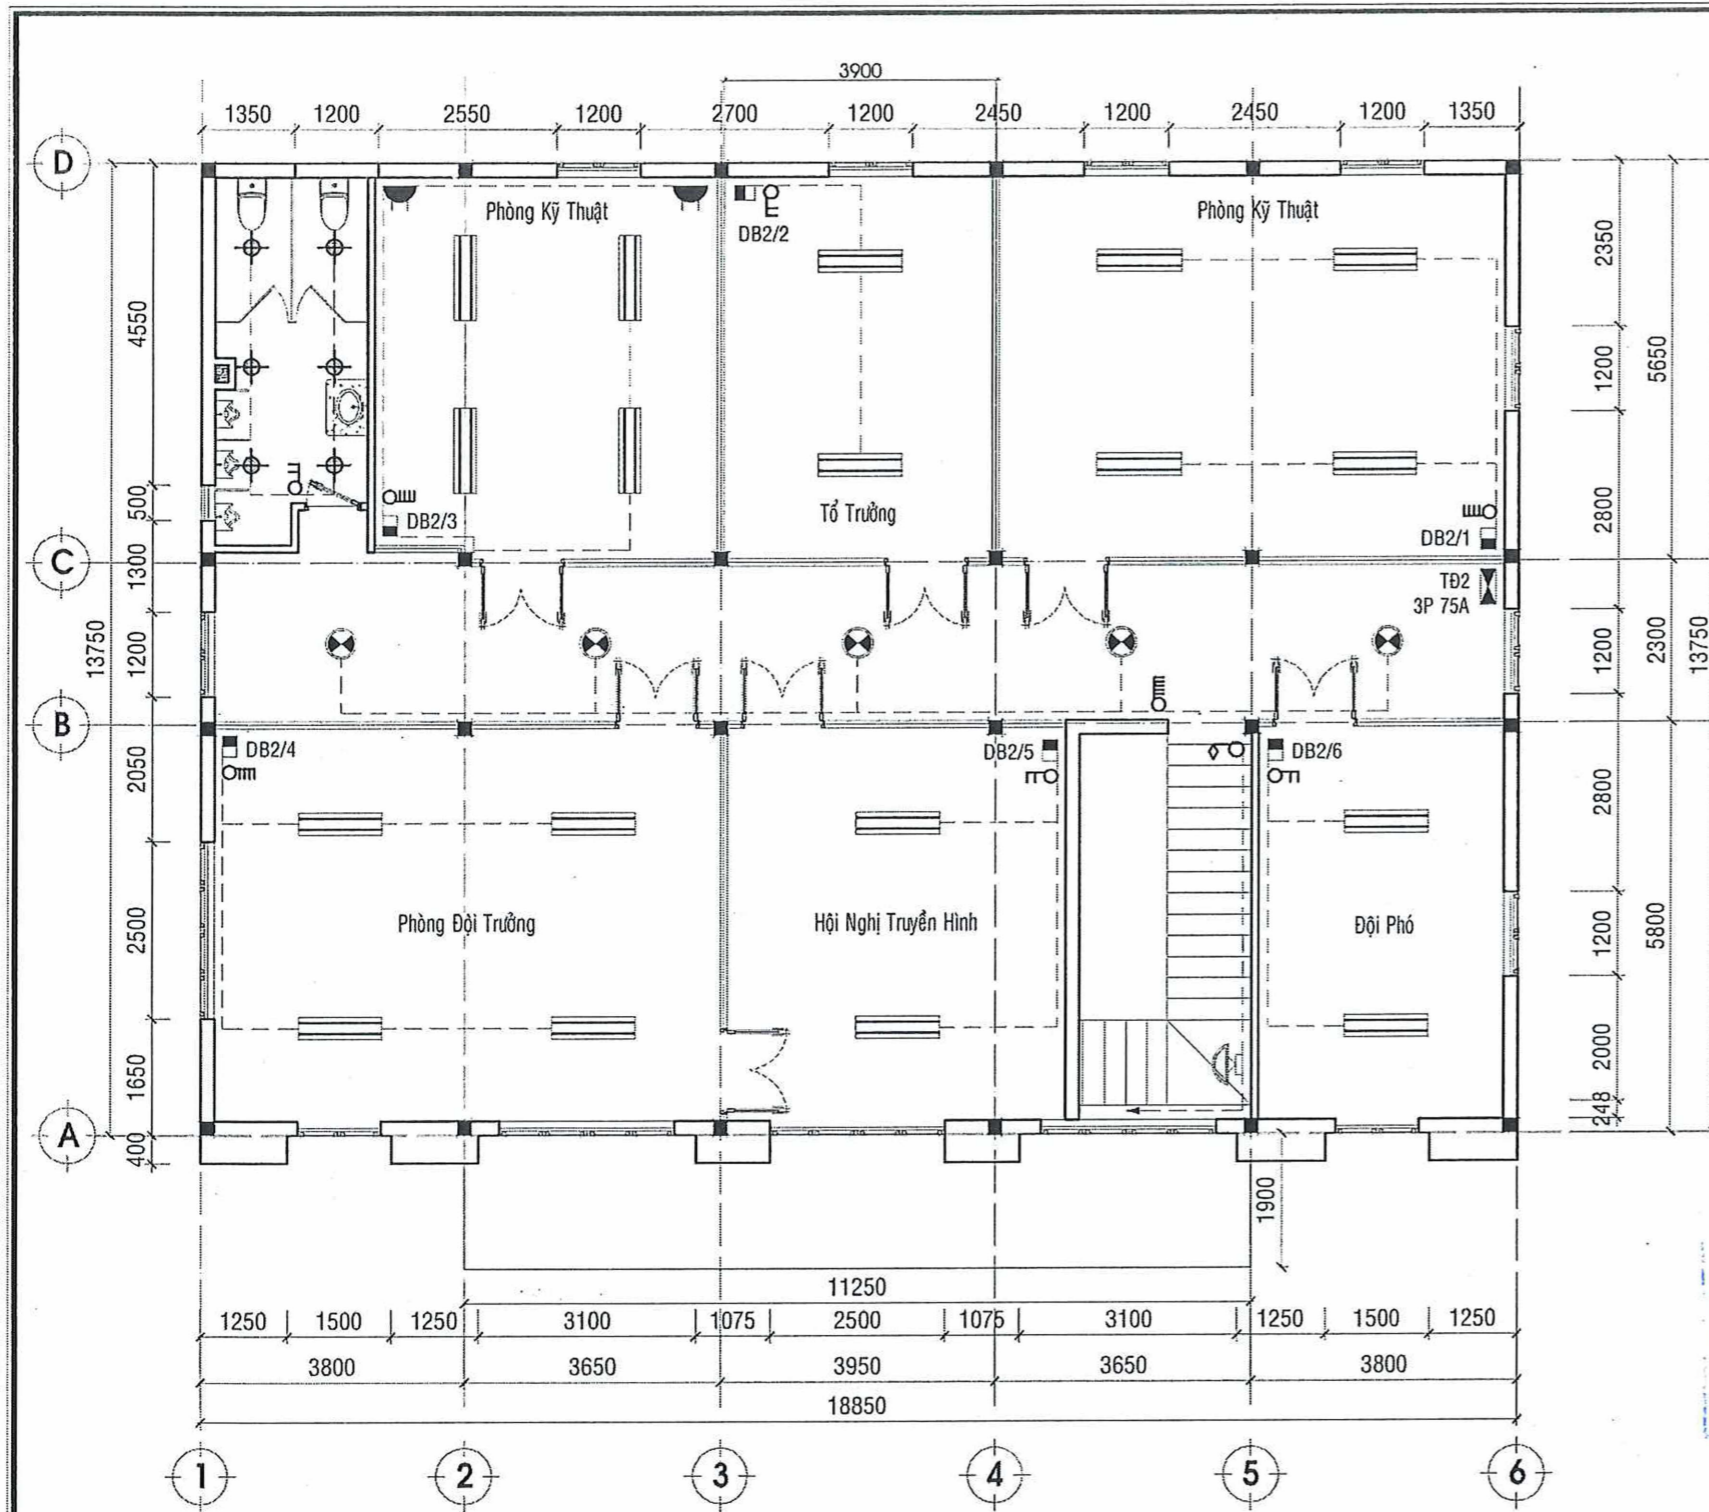 3900
1350 1200 2550 1200 2700 1200 2450 1200 2450 1200 1350
D
Phòng Kỹ Thuật
Phòng Kỹ Thuật
DB2/2
4550
2350
1200
5650
Tổ Trưởng
DB2/3
DB2/1
500
2800
C
1300
TĐ2
3P 75A
13750
1200
1200
2300
13750
B
DB2/4
DB2/5
DB2/6
2050
2800
Phòng Đội Trưởng
Hội Nghị Truyền Hình
Đội Phó
2500
1200
5800
1650
2000
248
A
400
1900
11250
1250 1500 1250 3100 1075 2500 1075 3100 1250 1500 1250
3800 3650 3950 3650 3800
18850
1 2 3 4 5 6